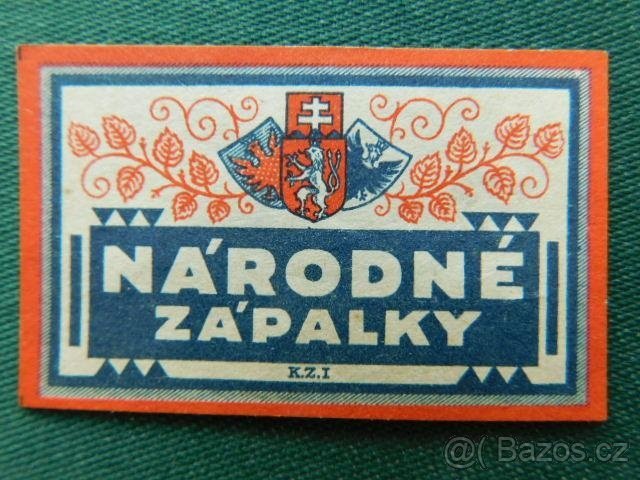 NÁRODNÉ
ZÁPALKY
K.Z.I
@( Bazos.cz